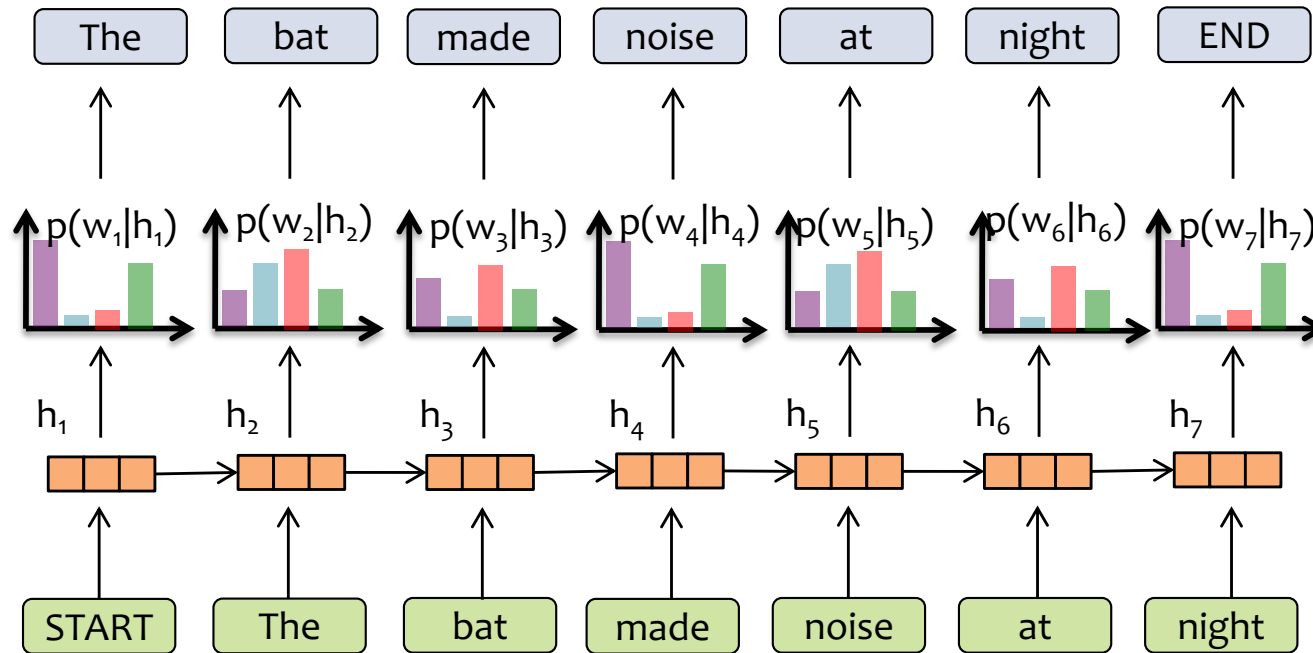 The bat made noise at night END
p(w₁|h₁) p(w₂|h₂) p(w₃|h₃) p(w₄|h₄) p(w₅|h₅) p(w₆|h₆) p(w₇|h₇)
h₁ h₂ h₃ h₄ h₅ h₆ h₇
START The bat made noise at night